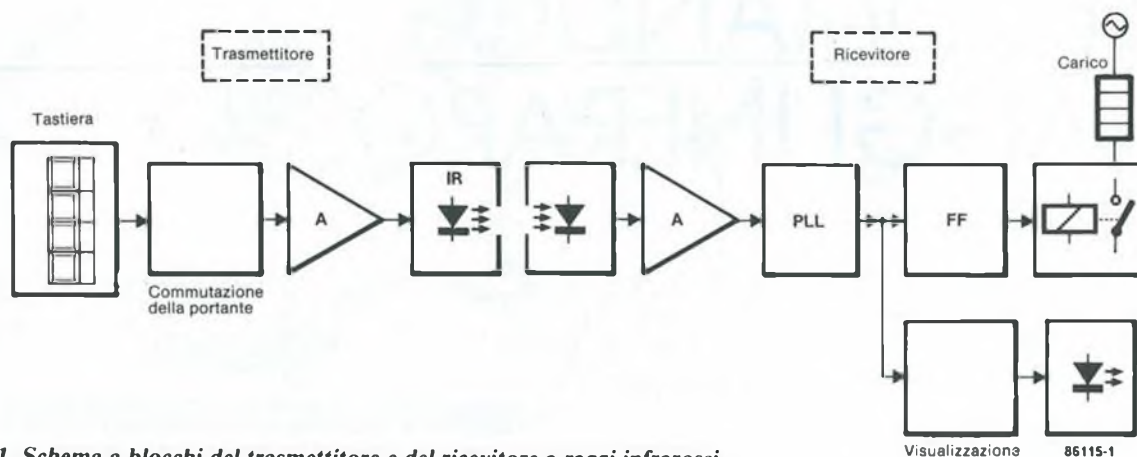 Trasmettitore
Ricevitore
Carico
Tastiera
IR
A
A
PLL
FF
Commutazione
della portante
Visualizzazione
86115-1
1. Schema a blocchi del trasmettitore e del ricevitore a raggi infrarossi